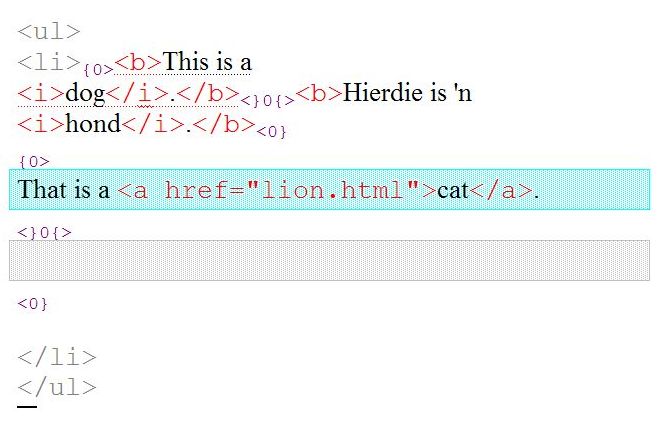 <ul>
<li>{0><b>This is a
<i>dog</i>.</b><}0{><b>Hierdie is 'n
<i>hond</i>.</b><0}
{0>
That is a <a href="lion.html">cat</a>.
<}0{>
<0}
</li>
</ul>